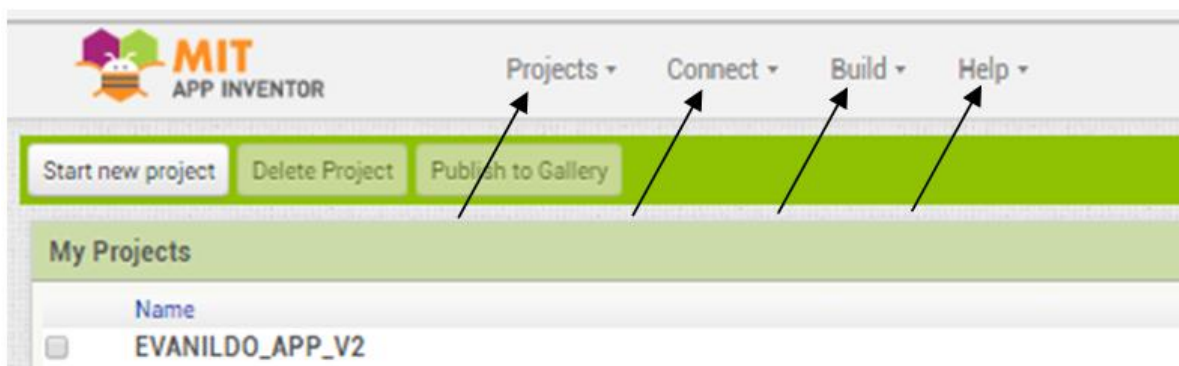 MIT
APP INVENTOR
Projects Connect Build Help
Start new project Delete Project Publish to Gallery
My Projects
Name
EVANILDO_APP_V2